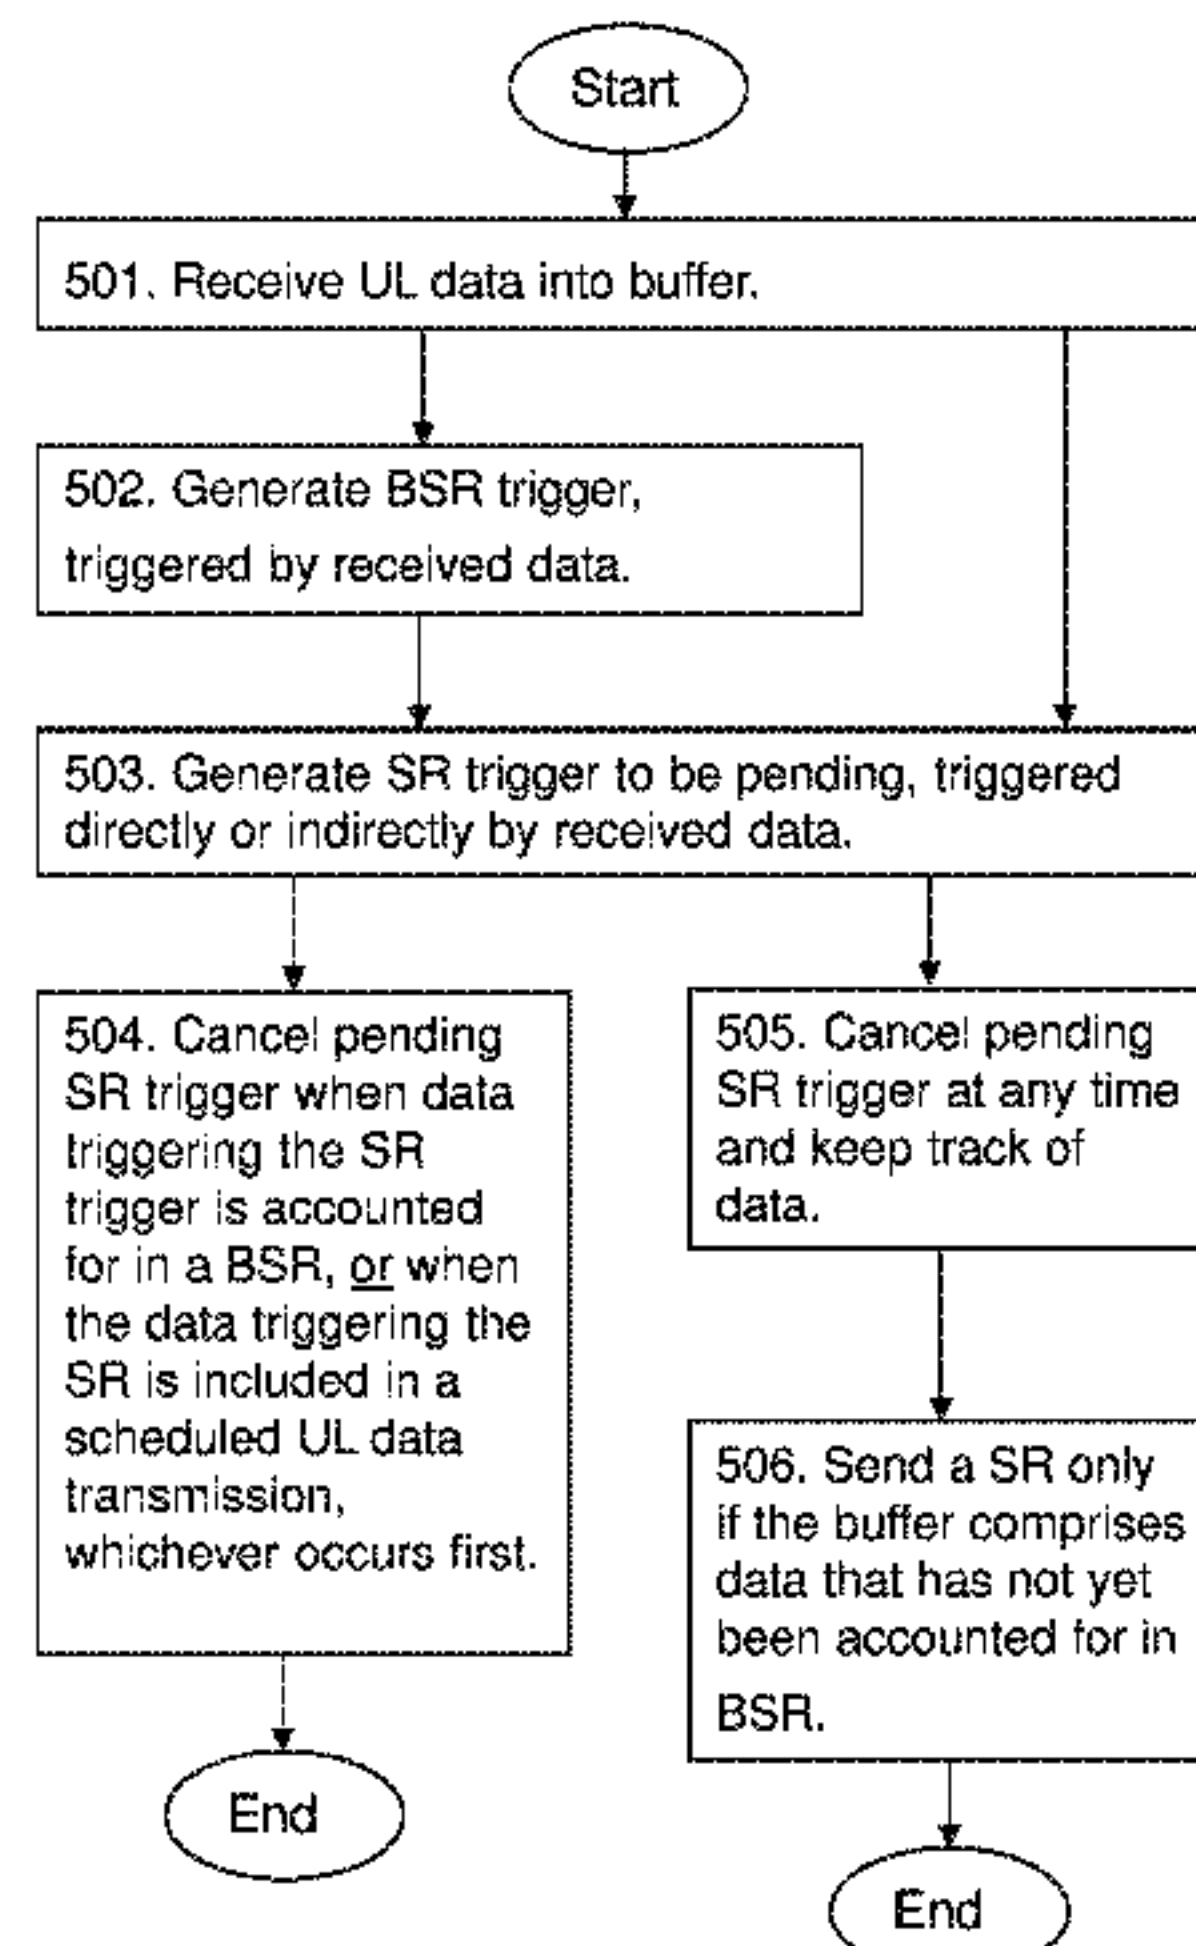 Start
501. Receive UL data into buffer.
502. Generate BSR trigger,
triggered by received data.
503. Generate SR trigger to be pending, triggered
directly or indirectly by received data.
504. Cancel pending
SR trigger when data
triggering the SR
trigger is accounted
for in a BSR, or when
the data triggering the
SR is included in a
scheduled UL data
transmission,
whichever occurs first.
End
505. Cancel pending
SR trigger at any time
and keep track of
data.
506. Send a SR only
if the buffer comprises
data that has not yet
been accounted for in
BSR.
End